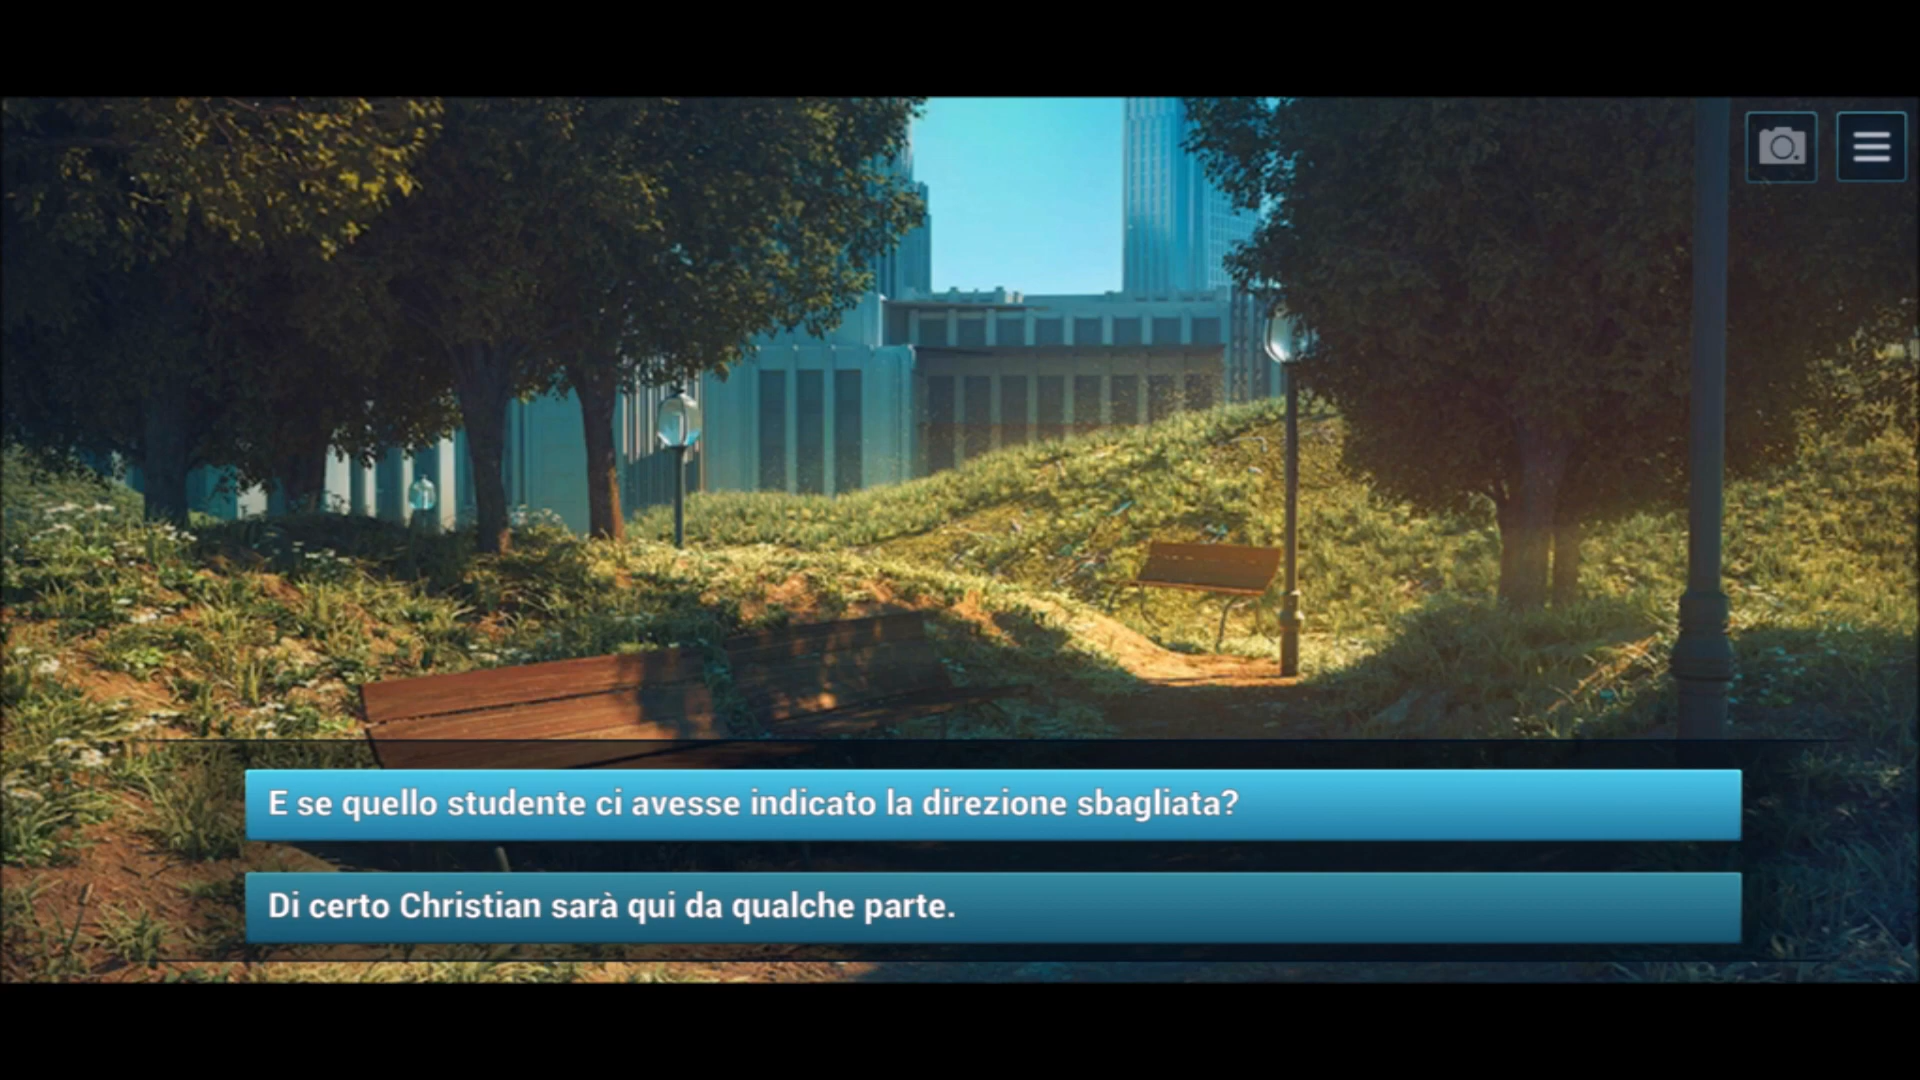 E se quello studente ci avesse indicato la direzione sbagliata?
Di certo Christian sarà qui da qualche parte.